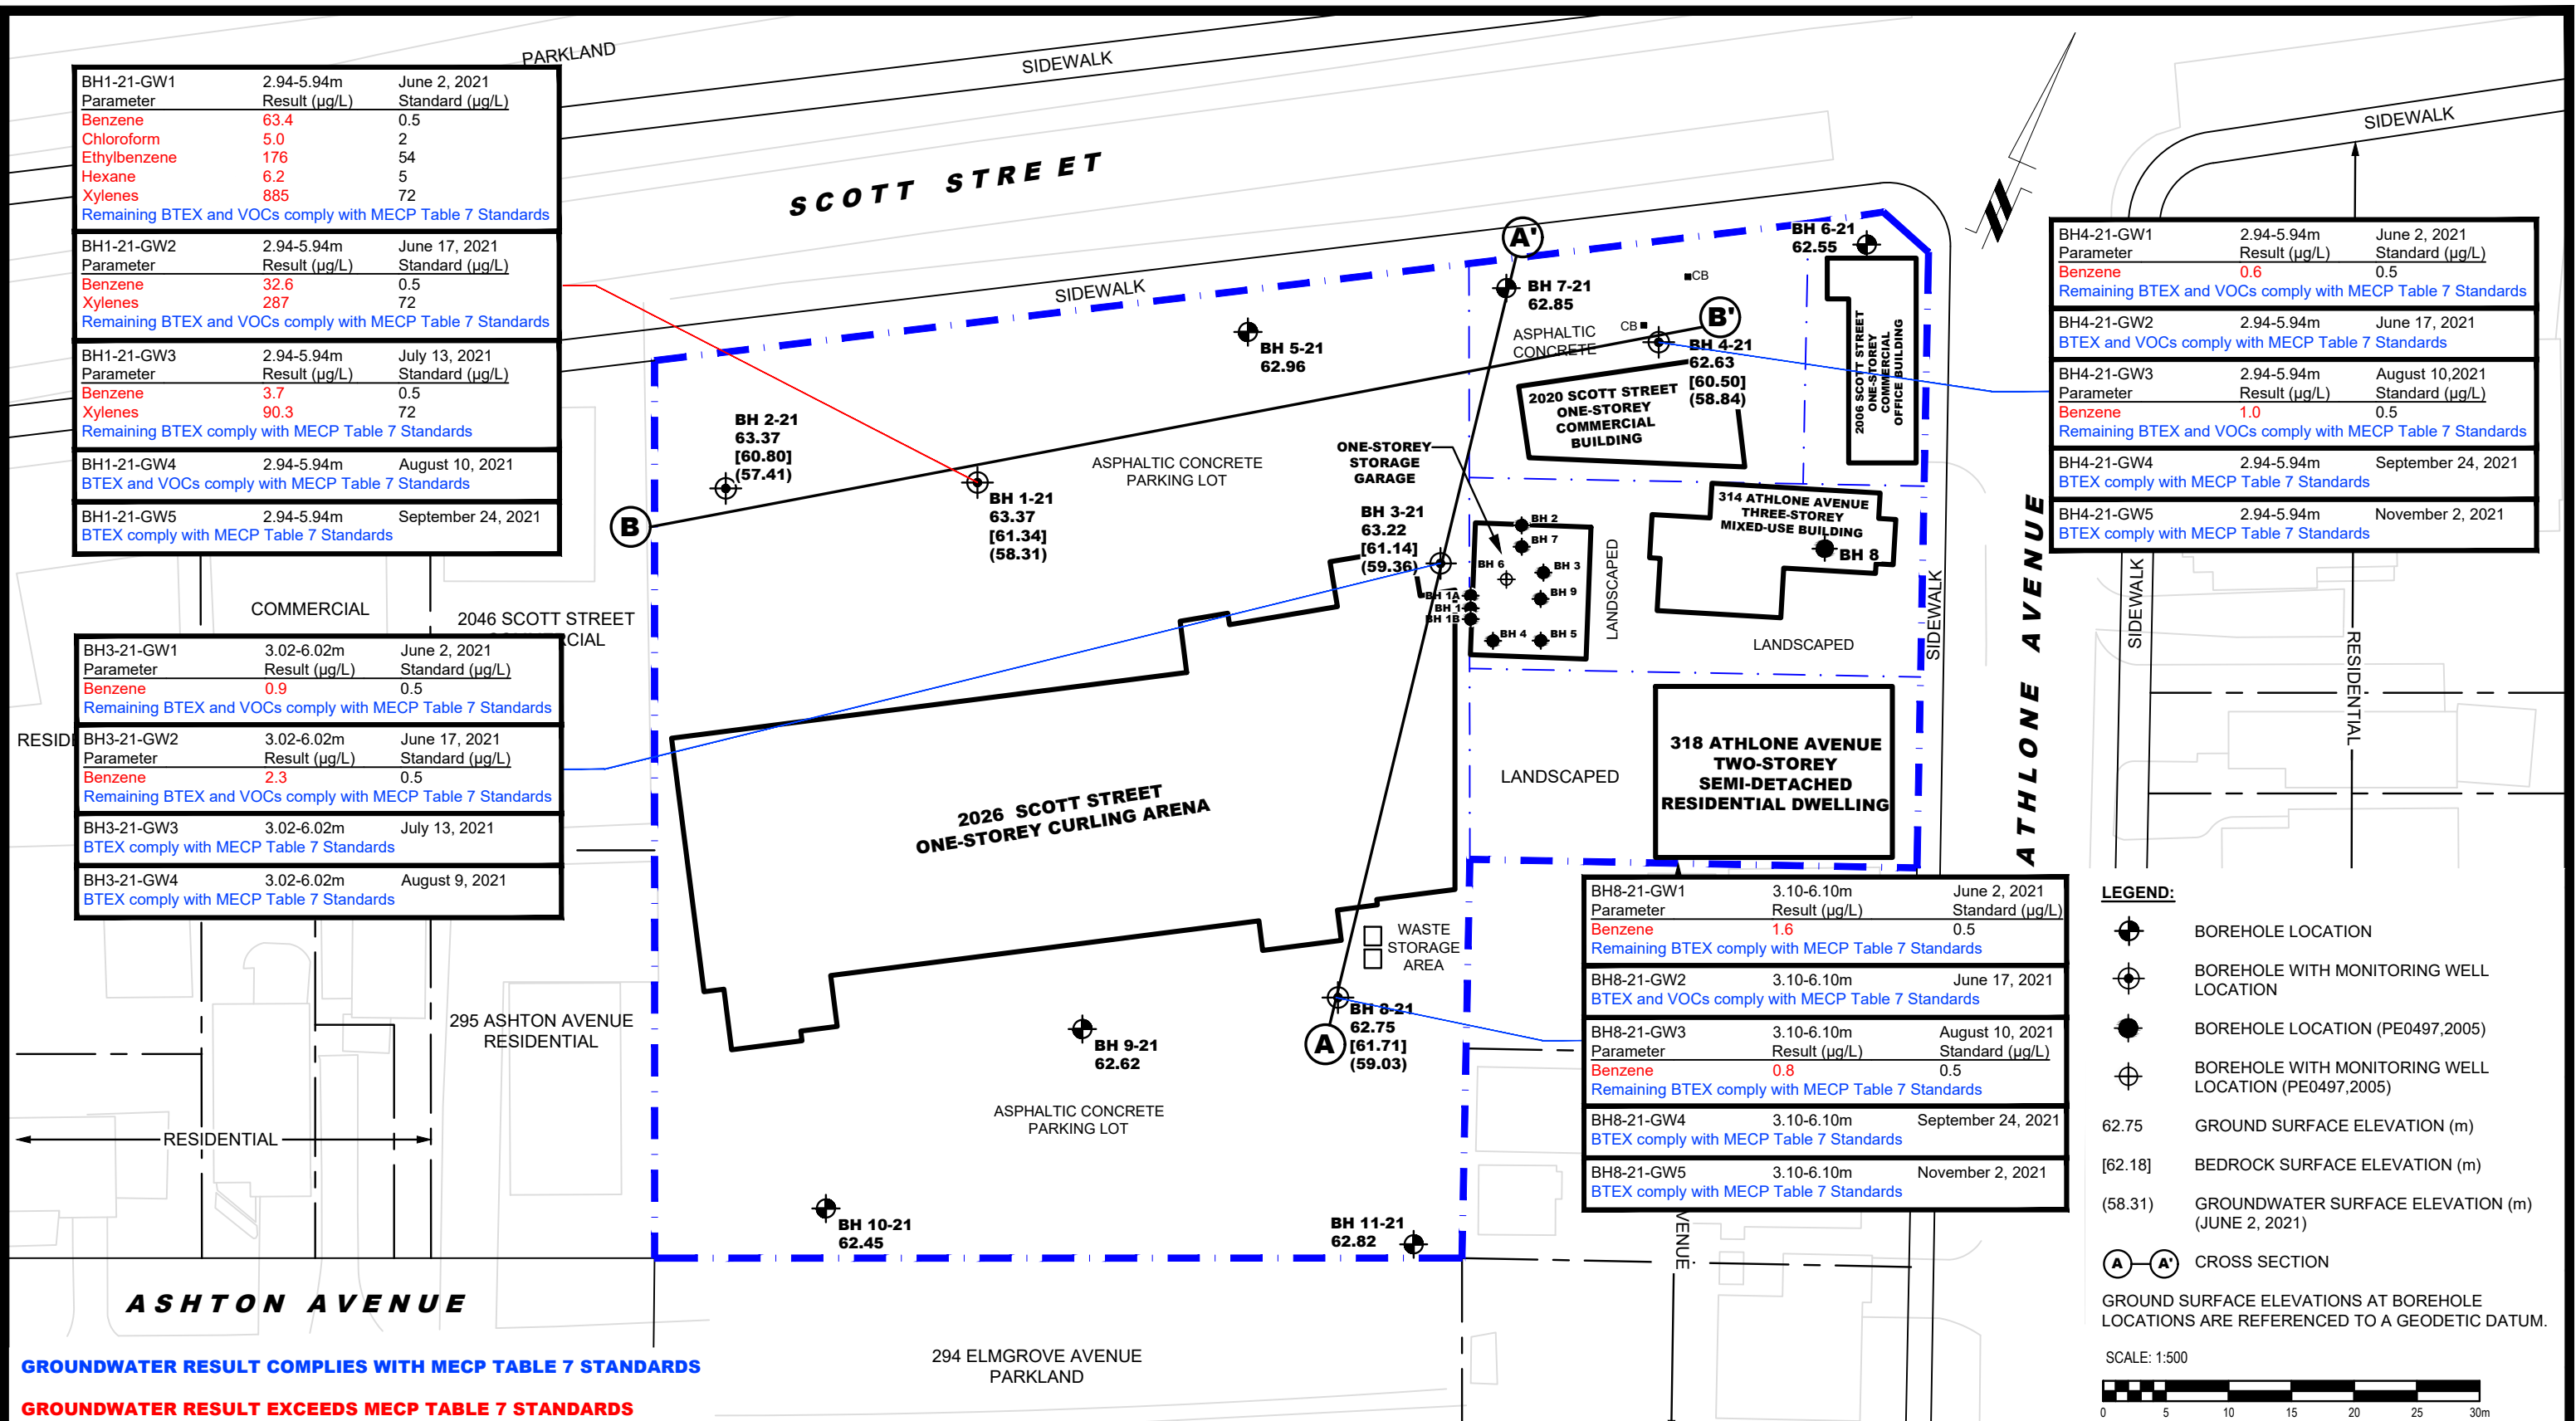 PARKLAND
SIDEWALK
SCOTT STREET
SIDEWALK
SIDEWALK
BH1-21-GW1 2.94-5.94m June 2, 2021
Parameter Result (µg/L) Standard (µg/L)
Benzene 63.4 0.5
Chloroform 5.0 2
Ethylbenzene 176 54
Hexane 6.2 5
Xylenes 885 72
Remaining BTEX and VOCs comply with MECP Table 7 Standards
BH1-21-GW2 2.94-5.94m June 17, 2021
Parameter Result (µg/L) Standard (µg/L)
Benzene 32.6 0.5
Xylenes 287 72
Remaining BTEX and VOCs comply with MECP Table 7 Standards
BH1-21-GW3 2.94-5.94m July 13, 2021
Parameter Result (µg/L) Standard (µg/L)
Benzene 3.7 0.5
Xylenes 90.3 72
Remaining BTEX comply with MECP Table 7 Standards
BH1-21-GW4 2.94-5.94m August 10, 2021
BTEX and VOCs comply with MECP Table 7 Standards
BH1-21-GW5 2.94-5.94m September 24, 2021
BTEX comply with MECP Table 7 Standards
BH4-21-GW1 2.94-5.94m June 2, 2021
Parameter Result (µg/L) Standard (µg/L)
Benzene 0.6 0.5
Remaining BTEX and VOCs comply with MECP Table 7 Standards
BH4-21-GW2 2.94-5.94m June 17, 2021
BTEX and VOCs comply with MECP Table 7 Standards
BH4-21-GW3 2.94-5.94m August 10,2021
Parameter Result (µg/L) Standard (µg/L)
Benzene 1.0 0.5
Remaining BTEX and VOCs comply with MECP Table 7 Standards
BH4-21-GW4 2.94-5.94m September 24, 2021
BTEX comply with MECP Table 7 Standards
BH4-21-GW5 2.94-5.94m November 2, 2021
BTEX comply with MECP Table 7 Standards
A'
BH 6-21
62.55
BH 7-21
62.85
CB
CB
B'
ASPHALTIC
CONCRETE
BH 4-21
62.63
[60.50]
(58.84)
2006 SCOTT STREET
ONE-STOREY
COMMERCIAL
OFFICE BUILDING
2020 SCOTT STREET
ONE-STOREY
COMMERCIAL
BUILDING
BH 5-21
62.96
BH 2-21
63.37
[60.80]
(57.41)
B
BH 1-21
63.37
[61.34]
(58.31)
ASPHALTIC CONCRETE
PARKING LOT
ONE-STOREY
STORAGE
GARAGE
BH 3-21
63.22
[61.14]
(59.36)
BH 2
BH 7
BH 6
BH 3
BH 9
BH 1A
BH 1
BH 1B
BH 4
BH 5
LANDSCAPED
314 ATHLONE AVENUE
THREE-STOREY
MIXED-USE BUILDING
BH 8
LANDSCAPED
SIDEWALK
ATHLONE AVENUE
SIDEWALK
RESIDENTIAL
COMMERCIAL
2046 SCOTT STREET
RESID
BH3-21-GW1 3.02-6.02m June 2, 2021
Parameter Result (µg/L) Standard (µg/L)
Benzene 0.9 0.5
Remaining BTEX and VOCs comply with MECP Table 7 Standards
BH3-21-GW2 3.02-6.02m June 17, 2021
Parameter Result (µg/L) Standard (µg/L)
Benzene 2.3 0.5
Remaining BTEX and VOCs comply with MECP Table 7 Standards
BH3-21-GW3 3.02-6.02m July 13, 2021
BTEX comply with MECP Table 7 Standards
BH3-21-GW4 3.02-6.02m August 9, 2021
BTEX comply with MECP Table 7 Standards
2026 SCOTT STREET
ONE-STOREY CURLING ARENA
LANDSCAPED
318 ATHLONE AVENUE
TWO-STOREY
SEMI-DETACHED
RESIDENTIAL DWELLING
BH8-21-GW1 3.10-6.10m June 2, 2021
Parameter Result (µg/L) Standard (µg/L)
Benzene 1.6 0.5
Remaining BTEX comply with MECP Table 7 Standards
BH8-21-GW2 3.10-6.10m June 17, 2021
BTEX and VOCs comply with MECP Table 7 Standards
BH8-21-GW3 3.10-6.10m August 10, 2021
Parameter Result (µg/L) Standard (µg/L)
Benzene 0.8 0.5
Remaining BTEX comply with MECP Table 7 Standards
BH8-21-GW4 3.10-6.10m September 24, 2021
BTEX comply with MECP Table 7 Standards
BH8-21-GW5 3.10-6.10m November 2, 2021
BTEX comply with MECP Table 7 Standards
WASTE
STORAGE
AREA
BH 8-21
62.75
[61.71]
(59.03)
A
BH 9-21
62.62
295 ASHTON AVENUE
RESIDENTIAL
ASPHALTIC CONCRETE
PARKING LOT
RESIDENTIAL
BH 10-21
62.45
BH 11-21
62.82
ASHTON AVENUE
294 ELMGROVE AVENUE
PARKLAND
LEGEND:
BOREHOLE LOCATION
BOREHOLE WITH MONITORING WELL
LOCATION
BOREHOLE LOCATION (PE0497,2005)
BOREHOLE WITH MONITORING WELL
LOCATION (PE0497,2005)
62.75 GROUND SURFACE ELEVATION (m)
[62.18] BEDROCK SURFACE ELEVATION (m)
(58.31) GROUNDWATER SURFACE ELEVATION (m)
(JUNE 2, 2021)
A A' CROSS SECTION
GROUND SURFACE ELEVATIONS AT BOREHOLE
LOCATIONS ARE REFERENCED TO A GEODETIC DATUM.
SCALE: 1:500
0 5 10 15 20 25 30m
GROUNDWATER RESULT COMPLIES WITH MECP TABLE 7 STANDARDS
GROUNDWATER RESULT EXCEEDS MECP TABLE 7 STANDARDS